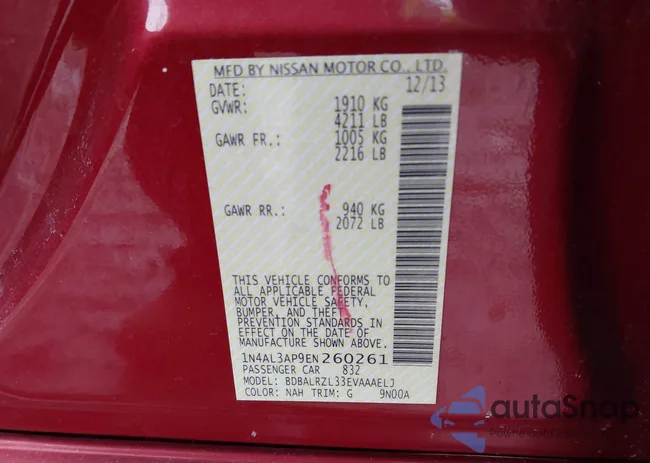 MFD BY NISSAN MOTOR CO., LTD.
DATE: 12/13
GVWR: 1910 KG
4211 LB
GAWR FR.: 1005 KG
2216 LB
GAWR RR.: 940 KG
2072 LB
THIS VEHICLE CONFORMS TO
ALL APPLICABLE FEDERAL
MOTOR VEHICLE SAFETY,
BUMPER, AND THEFT
PREVENTION STANDARDS IN
EFFECT ON THE DATE OF
MANUFACTURE SHOWN ABOVE.
1N4AL3AP9EN260261
PASSENGER CAR 832
MODEL: BDBALRZL33EVAAAELJ
COLOR: NAH TRIM: G 9N00A
autaSnap